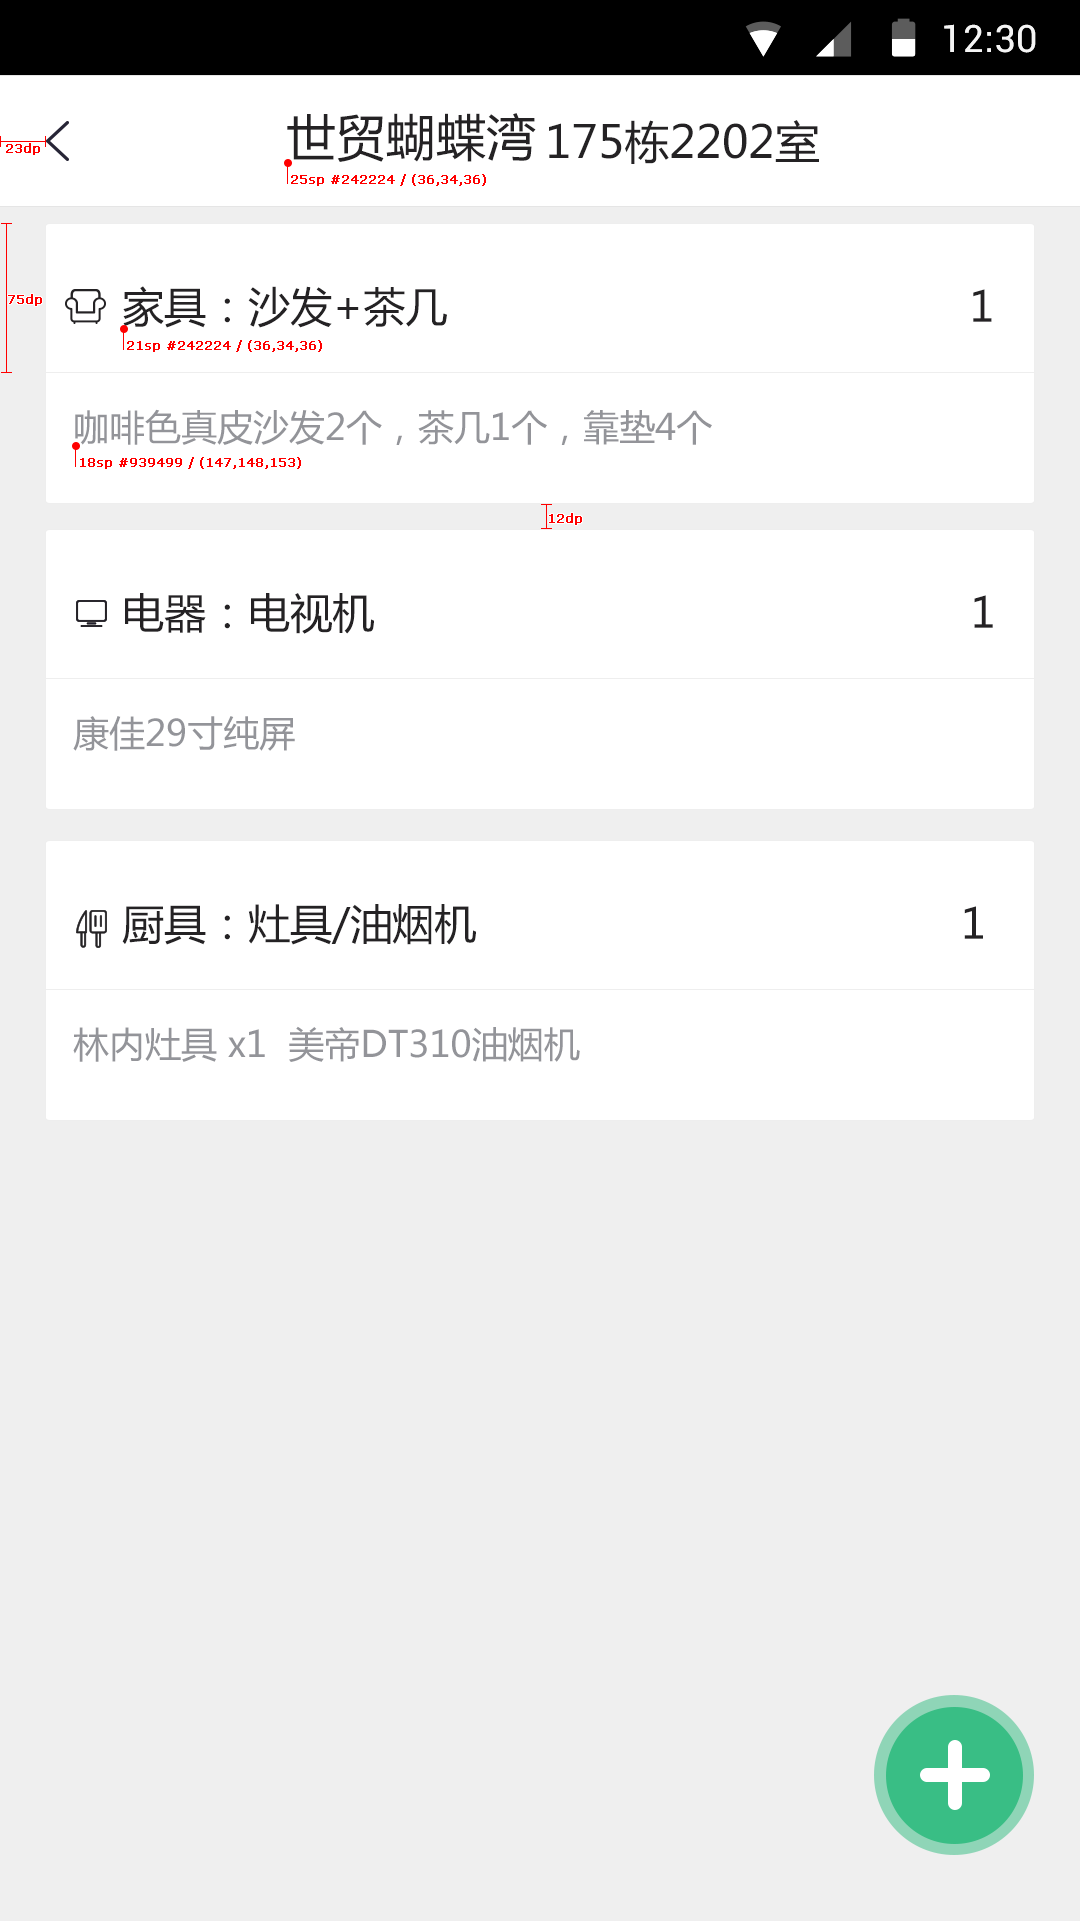 12:30
世贸蝴蝶湾 175栋2202室
23dp
25sp #242224 / (36,34,36)
75dp
家具：沙发+茶几 1
21sp #242224 / (36,34,36)
咖啡色真皮沙发2个，茶几1个，靠垫4个
18sp #939499 / (147,148,153)
12dp
电器：电视机 1
康佳29寸纯屏
厨具：灶具/油烟机 1
林内灶具 x1 美帝DT310油烟机